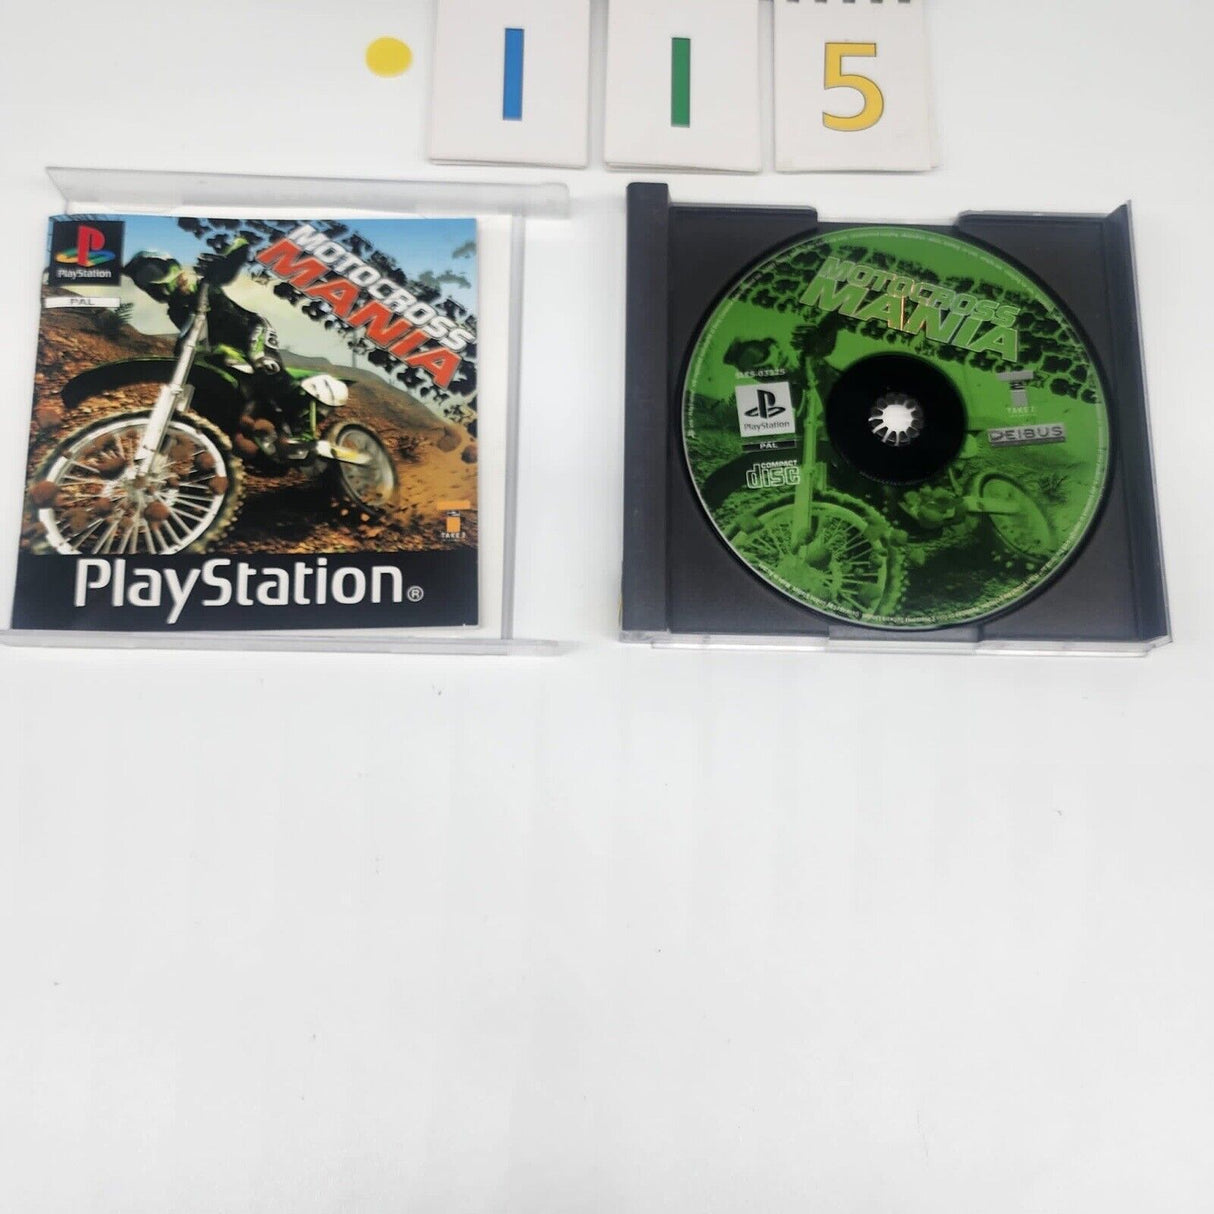 1 1 5
PlayStation
PAL
MOTOCROSS
MANIA
TAKE 2
PlayStation®
MOTOCROSS
MANIA
PlayStation
PAL
COMPACT
disc
TAKE 2
DEIBUS